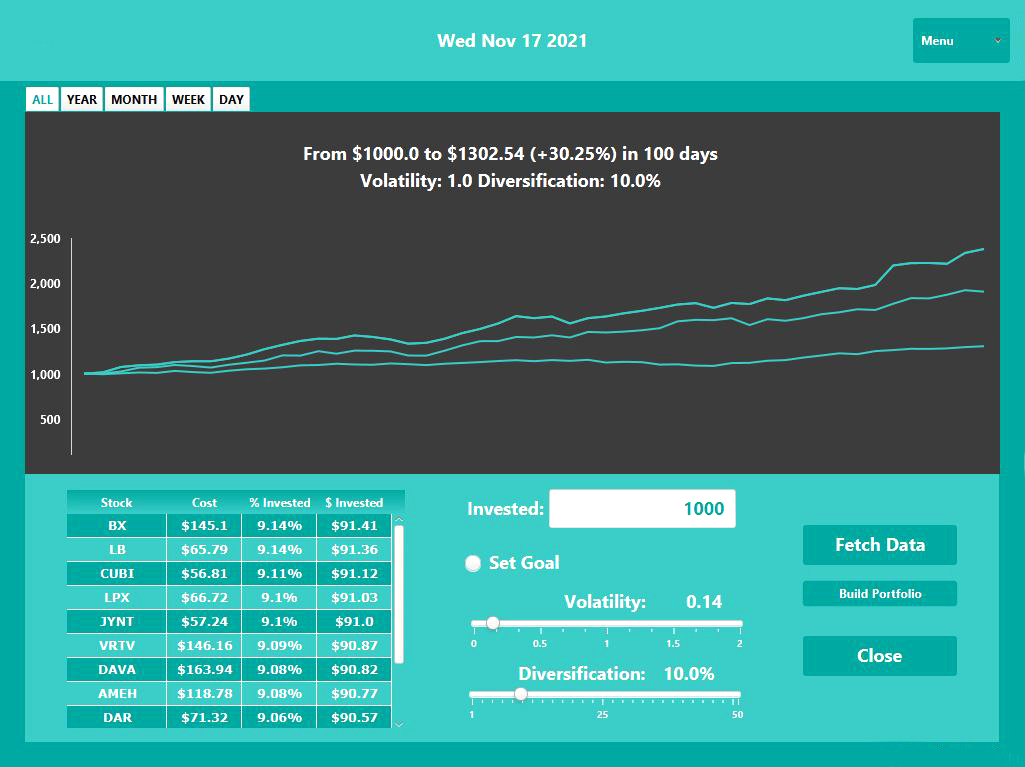 Wed Nov 17 2021
Menu
ALL YEAR MONTH WEEK DAY
From $1000.0 to $1302.54 (+30.25%) in 100 days
Volatility: 1.0 Diversification: 10.0%
2,500
2,000
1,500
1,000
500
Stock Cost % Invested $ Invested
BX $145.1 9.14% $91.41
LB $65.79 9.14% $91.36
CUBI $56.81 9.11% $91.12
LPX $66.72 9.1% $91.03
JYNT $57.24 9.1% $91.0
VRTV $146.16 9.09% $90.87
DAVA $163.94 9.08% $90.82
AMEH $118.78 9.08% $90.77
DAR $71.32 9.06% $90.57
Invested: 1000
Set Goal
Volatility: 0.14
0 0.5 1 1.5 2
Diversification: 10.0%
1 25 50
Fetch Data
Build Portfolio
Close